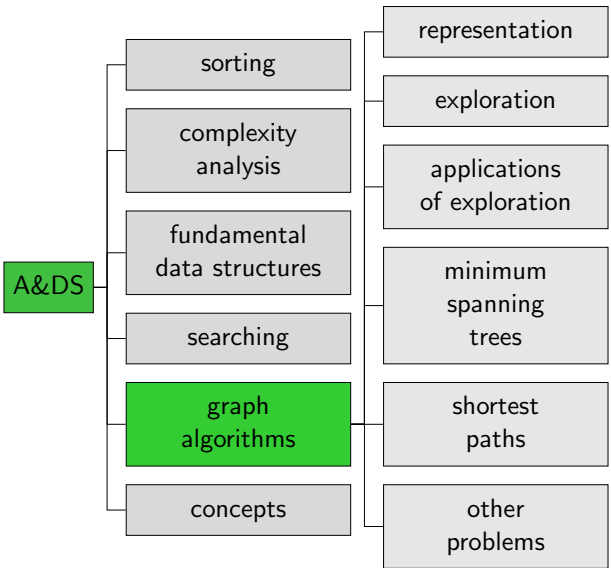 A&DS
sorting
complexity
analysis
fundamental
data structures
searching
graph
algorithms
concepts
representation
exploration
applications
of exploration
minimum
spanning
trees
shortest
paths
other
problems